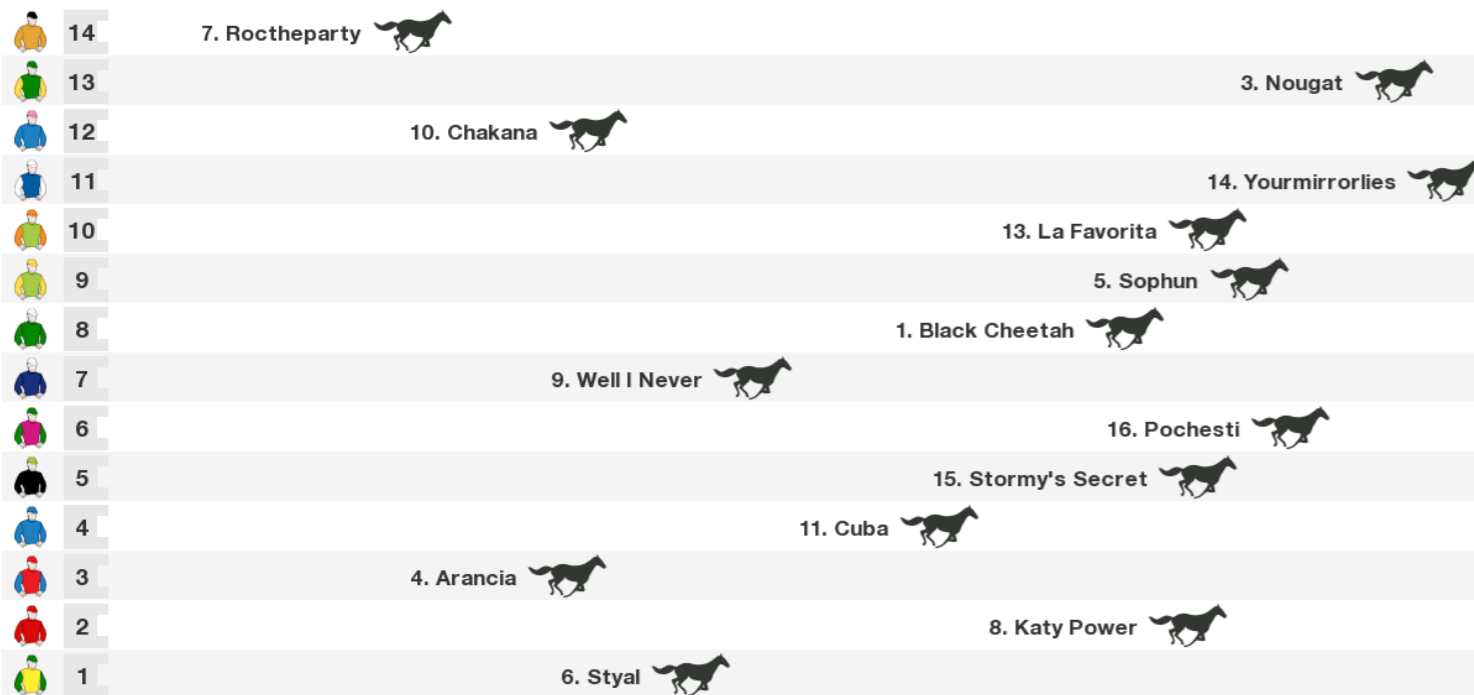 14 7. Roctheparty
13 3. Nougat
12 10. Chakana
11 14. Yourmirrorlies
10 13. La Favorita
9 5. Sophun
8 1. Black Cheetah
7 9. Well I Never
6 16. Pochesti
5 15. Stormy's Secret
4 11. Cuba
3 4. Arancia
2 8. Katy Power
1 6. Styal